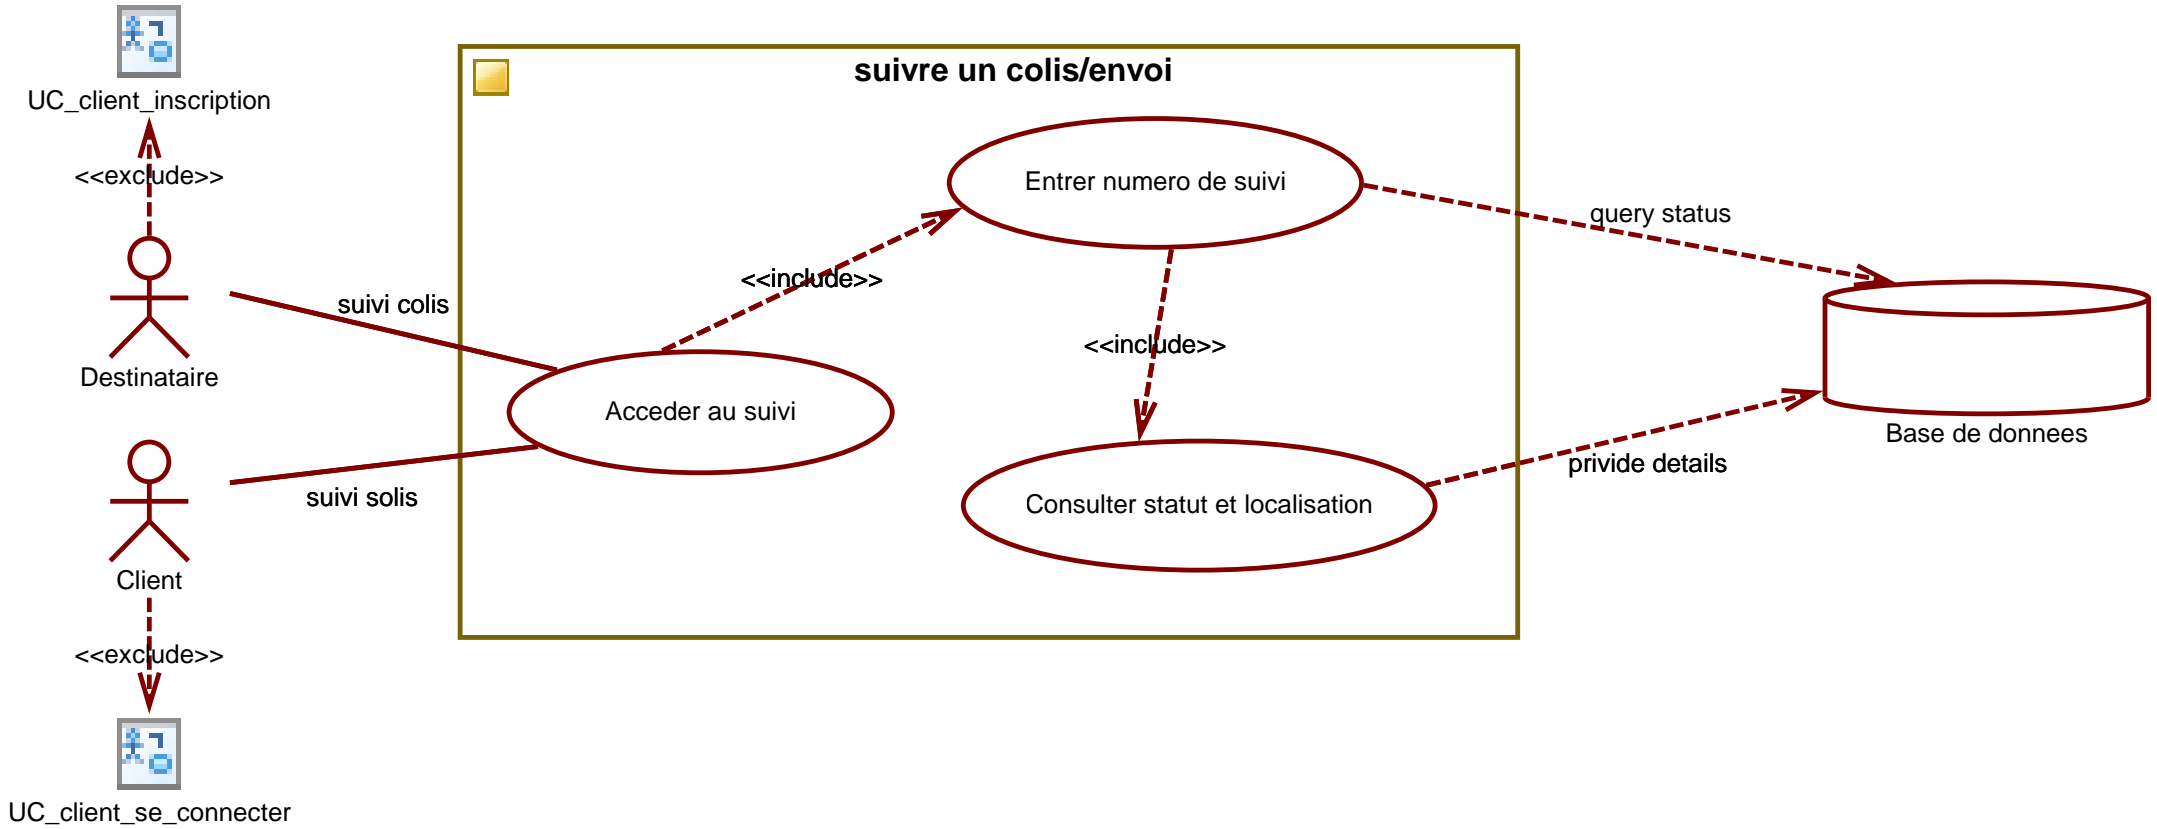 UC_client_inscription
<<exclude>>
Destinataire
Client
<<exclude>>
UC_client_se_connecter
suivi colis
suivi solis
suivre un colis/envoi
Entrer numero de suivi
<<include>>
<<include>>
Acceder au suivi
Consulter statut et localisation
query status
Base de donnees
privide details